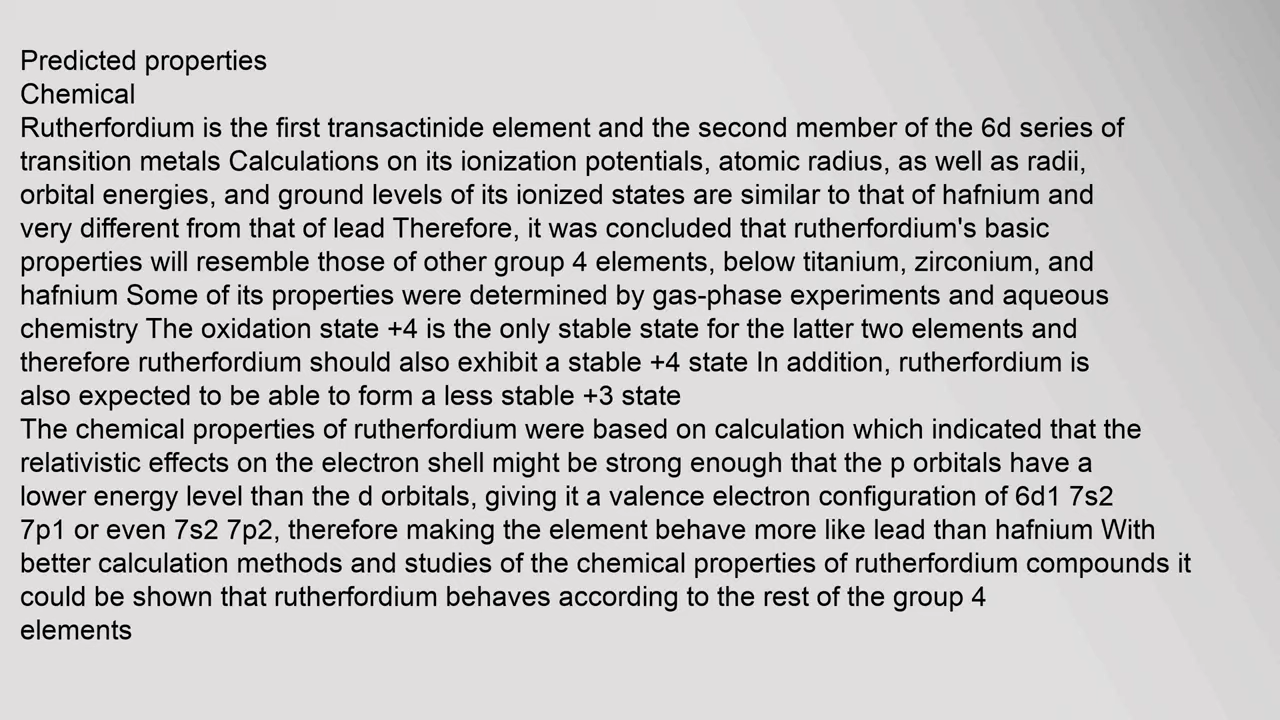 Predicted properties
Chemical
Rutherfordium is the first transactinide element and the second member of the 6d series of
transition metals Calculations on its ionization potentials, atomic radius, as well as radii,
orbital energies, and ground levels of its ionized states are similar to that of hafnium and
very different from that of lead Therefore, it was concluded that rutherfordium's basic
properties will resemble those of other group 4 elements, below titanium, zirconium, and
hafnium Some of its properties were determined by gas-phase experiments and aqueous
chemistry The oxidation state +4 is the only stable state for the latter two elements and
therefore rutherfordium should also exhibit a stable +4 state In addition, rutherfordium is
also expected to be able to form a less stable +3 state
The chemical properties of rutherfordium were based on calculation which indicated that the
relativistic effects on the electron shell might be strong enough that the p orbitals have a
lower energy level than the d orbitals, giving it a valence electron configuration of 6d1 7s2
7p1 or even 7s2 7p2, therefore making the element behave more like lead than hafnium With
better calculation methods and studies of the chemical properties of rutherfordium compounds it
could be shown that rutherfordium behaves according to the rest of the group 4
elements